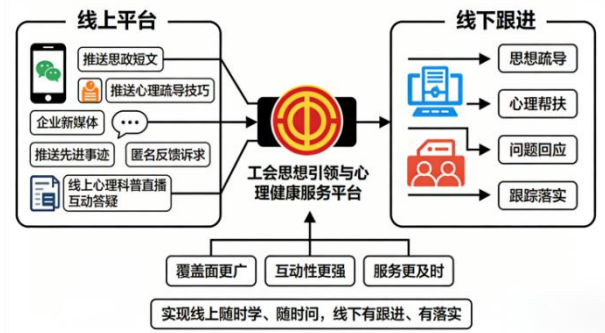 线上平台
推送思政短文
推送心理疏导技巧
企业新媒体
推送先进事迹
匿名反馈诉求
线上心理科普直播
互动答疑
工会思想引领与心
理健康服务平台
线下跟进
思想疏导
心理帮扶
问题回应
跟踪落实
覆盖面更广
互动性更强
服务更及时
实现线上随时学、随时问，线下有跟进、有落实